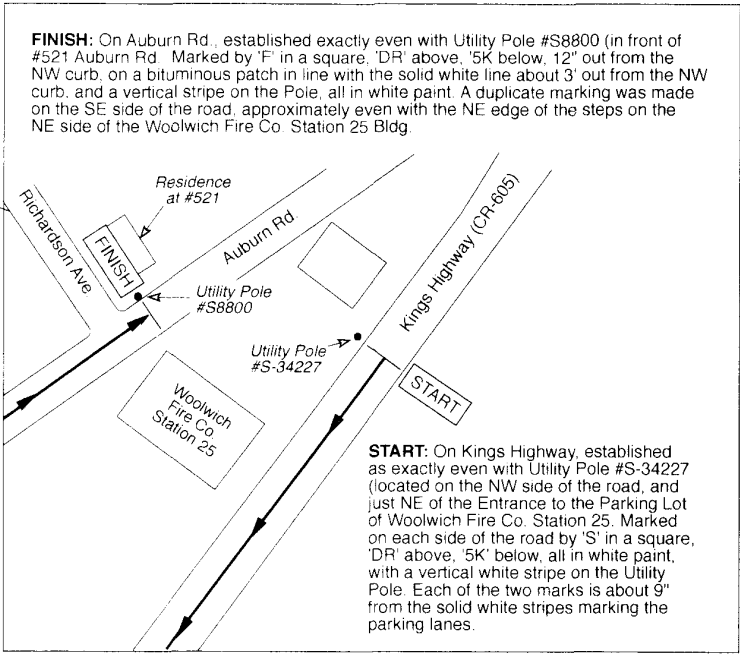 FINISH: On Auburn Rd., established exactly even with Utility Pole #S8800 (in front of
#521 Auburn Rd. Marked by 'F' in a square, 'DR' above, '5K below, 12" out from the
NW curb, on a bituminous patch in line with the solid white line about 3' out from the NW
curb, and a vertical stripe on the Pole, all in white paint. A duplicate marking was made
on the SE side of the road, approximately even with the NE edge of the steps on the
NE side of the Woolwich Fire Co. Station 25 Bldg.
Richardson Ave.
Residence
at #521
FINISH
Auburn Rd.
Utility Pole
#S8800
Kings Highway (CR-605)
Utility Pole
#S-34227
START
Woolwich
Fire Co.
Station 25
START: On Kings Highway, established
as exactly even with Utility Pole #S-34227
(located on the NW side of the road, and
just NE of the Entrance to the Parking Lot
of Woolwich Fire Co. Station 25. Marked
on each side of the road by 'S' in a square,
'DR' above, '5K' below, all in white paint,
with a vertical white stripe on the Utility
Pole. Each of the two marks is about 9"
from the solid white stripes marking the
parking lanes.